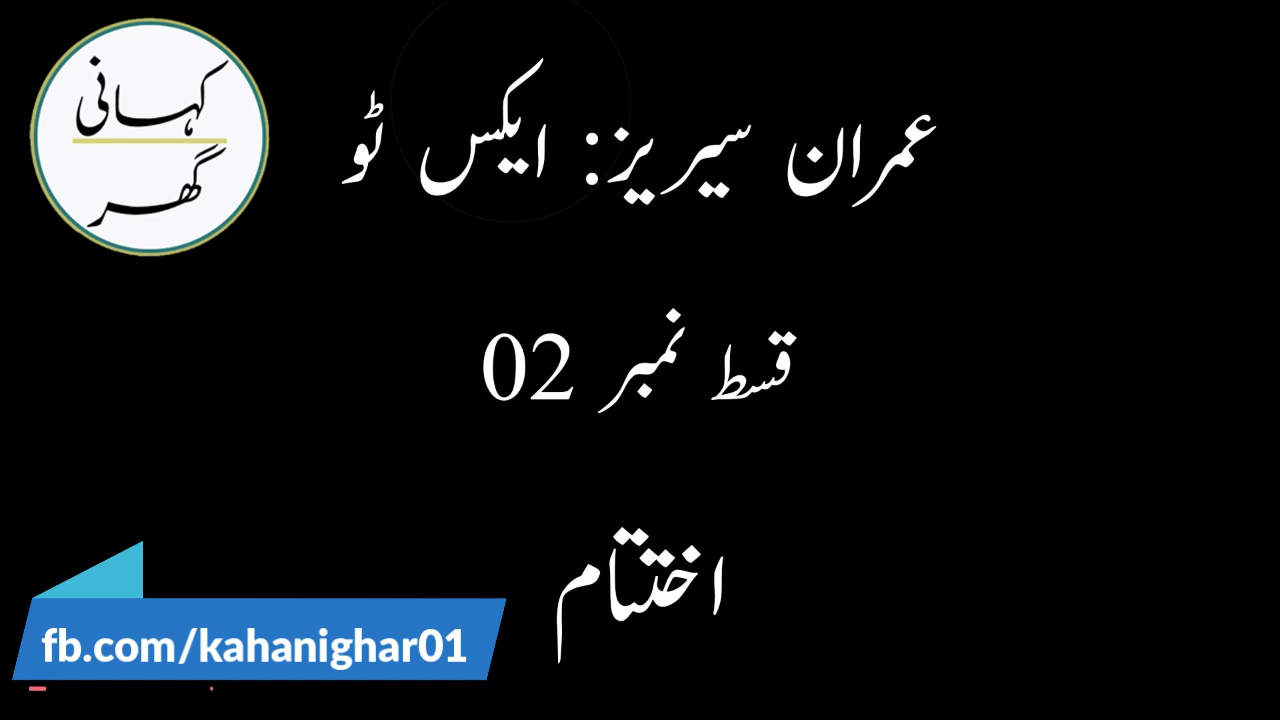 کہانی
گھر
عمران سیریز: ایکس ٹو
قسط نمبر 02
اختتام
fb.com/kahanighar01